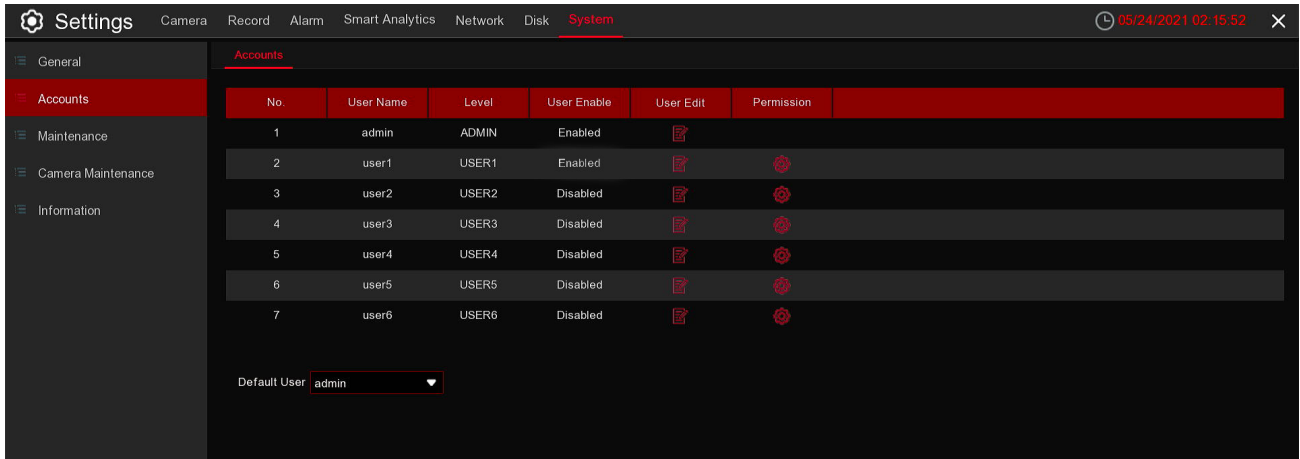 Settings Camera Record Alarm Smart Analytics Network Disk System 05/24/2021 02:15:52
General
Accounts
Maintenance
Camera Maintenance
Information
Accounts
No. User Name Level User Enable User Edit Permission
1 admin ADMIN Enabled
2 user1 USER1 Enabled
3 user2 USER2 Disabled
4 user3 USER3 Disabled
5 user4 USER4 Disabled
6 user5 USER5 Disabled
7 user6 USER6 Disabled
Default User admin